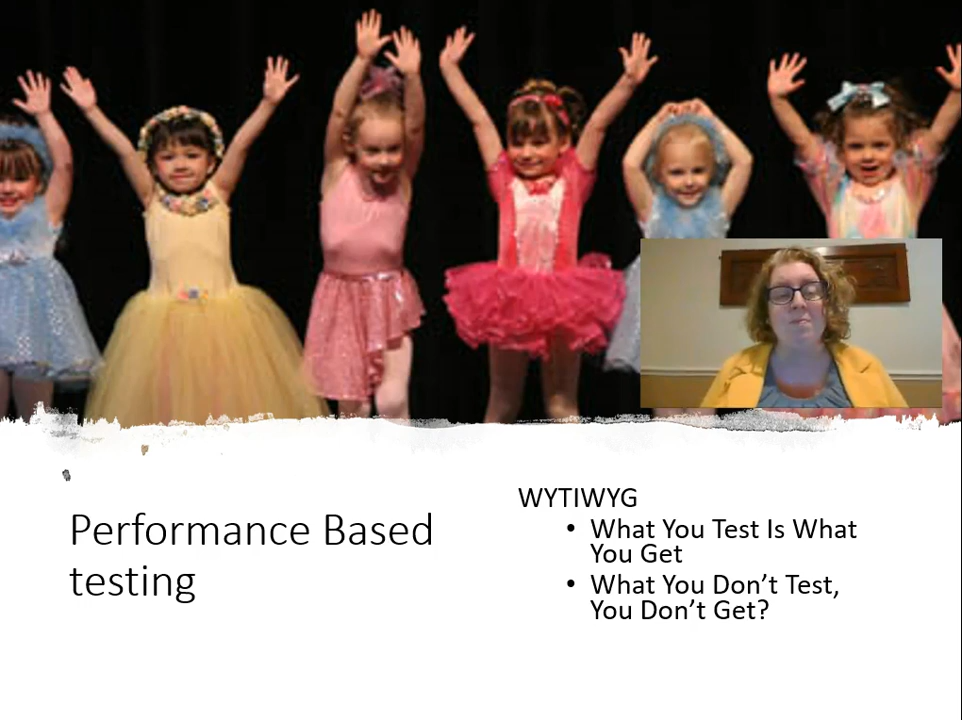 Performance Based
testing
WYTIWYG
• What You Test Is What
You Get
• What You Don’t Test,
You Don’t Get?